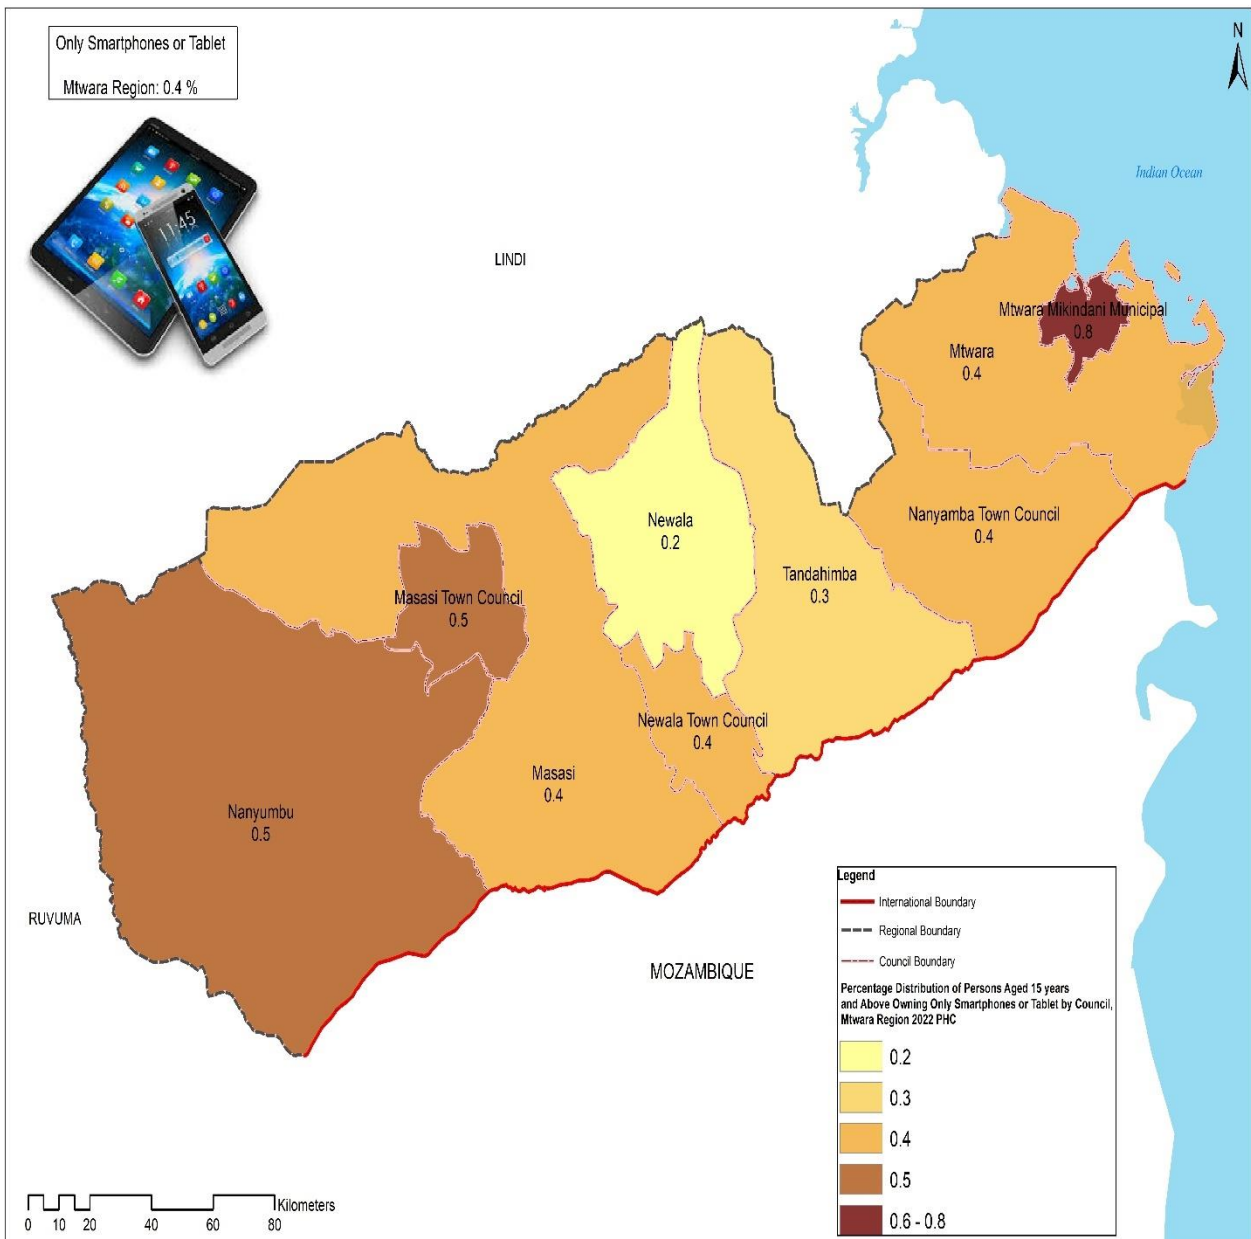 Only Smartphones or Tablet
Mtwara Region: 0.4 %
N
Indian Ocean
11:45
LINDI
Mtwara Mikindani Municipal
0.8
Mtwara
0.4
Nanyamba Town Council
0.4
Newala
0.2
Tandahimba
0.3
Masasi Town Council
0.5
Newala Town Council
0.4
Masasi
0.4
Nanyumbu
0.5
RUVUMA
MOZAMBIQUE
Legend
International Boundary
Regional Boundary
Council Boundary
Percentage Distribution of Persons Aged 15 years
and Above Owning Only Smartphones or Tablet by Council,
Mtwara Region 2022 PHC
0.2
0.3
0.4
0.5
0.6 - 0.8
Kilometers
0 10 20 40 60 80